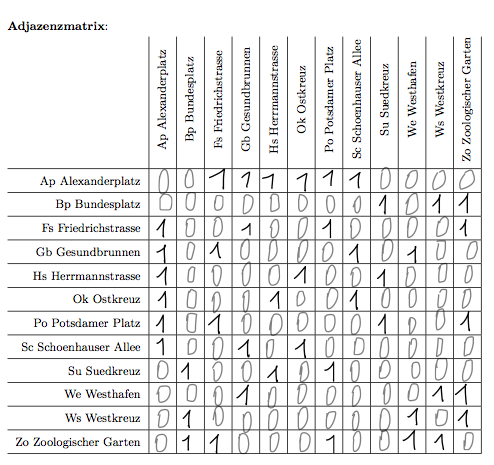 Adjazenzmatrix:
Ap Alexanderplatz
Bp Bundesplatz
Fs Friedrichstrasse
Gb Gesundbrunnen
Hs Herrmannstrasse
Ok Ostkreuz
Po Potsdamer Platz
Sc Schoenhauser Allee
Su Suedkreuz
We Westhafen
Ws Westkreuz
Zo Zoologischer Garten
Ap Alexanderplatz 0 0 1 1 1 1 1 1 0 0 0 0
Bp Bundesplatz 0 0 0 0 0 0 0 0 1 0 1 1
Fs Friedrichstrasse 1 0 0 1 0 0 1 0 0 0 0 1
Gb Gesundbrunnen 1 0 1 0 0 0 0 1 0 1 0 0
Hs Herrmannstrasse 1 0 0 0 0 1 0 0 1 0 0 0
Ok Ostkreuz 1 0 0 0 1 0 0 1 0 0 0 0
Po Potsdamer Platz 1 0 1 0 0 0 0 0 1 0 0 1
Sc Schoenhauser Allee 1 0 0 1 0 1 0 0 0 0 0 0
Su Suedkreuz 0 1 0 0 1 0 1 0 0 0 0 0
We Westhafen 0 0 0 1 0 0 0 0 0 0 1 1
Ws Westkreuz 0 1 0 0 0 0 0 0 0 1 0 1
Zo Zoologischer Garten 0 1 1 0 0 0 1 0 0 1 1 0